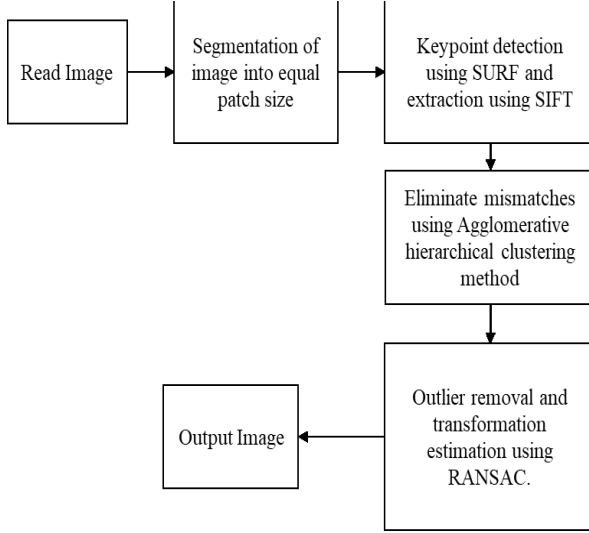 Read Image
Segmentation of
image into equal
patch size
Keypoint detection
using SURF and
extraction using SIFT
Eliminate mismatches
using Agglomerative
hierarchical clustering
method
Outlier removal and
transformation
estimation using
RANSAC.
Output Image